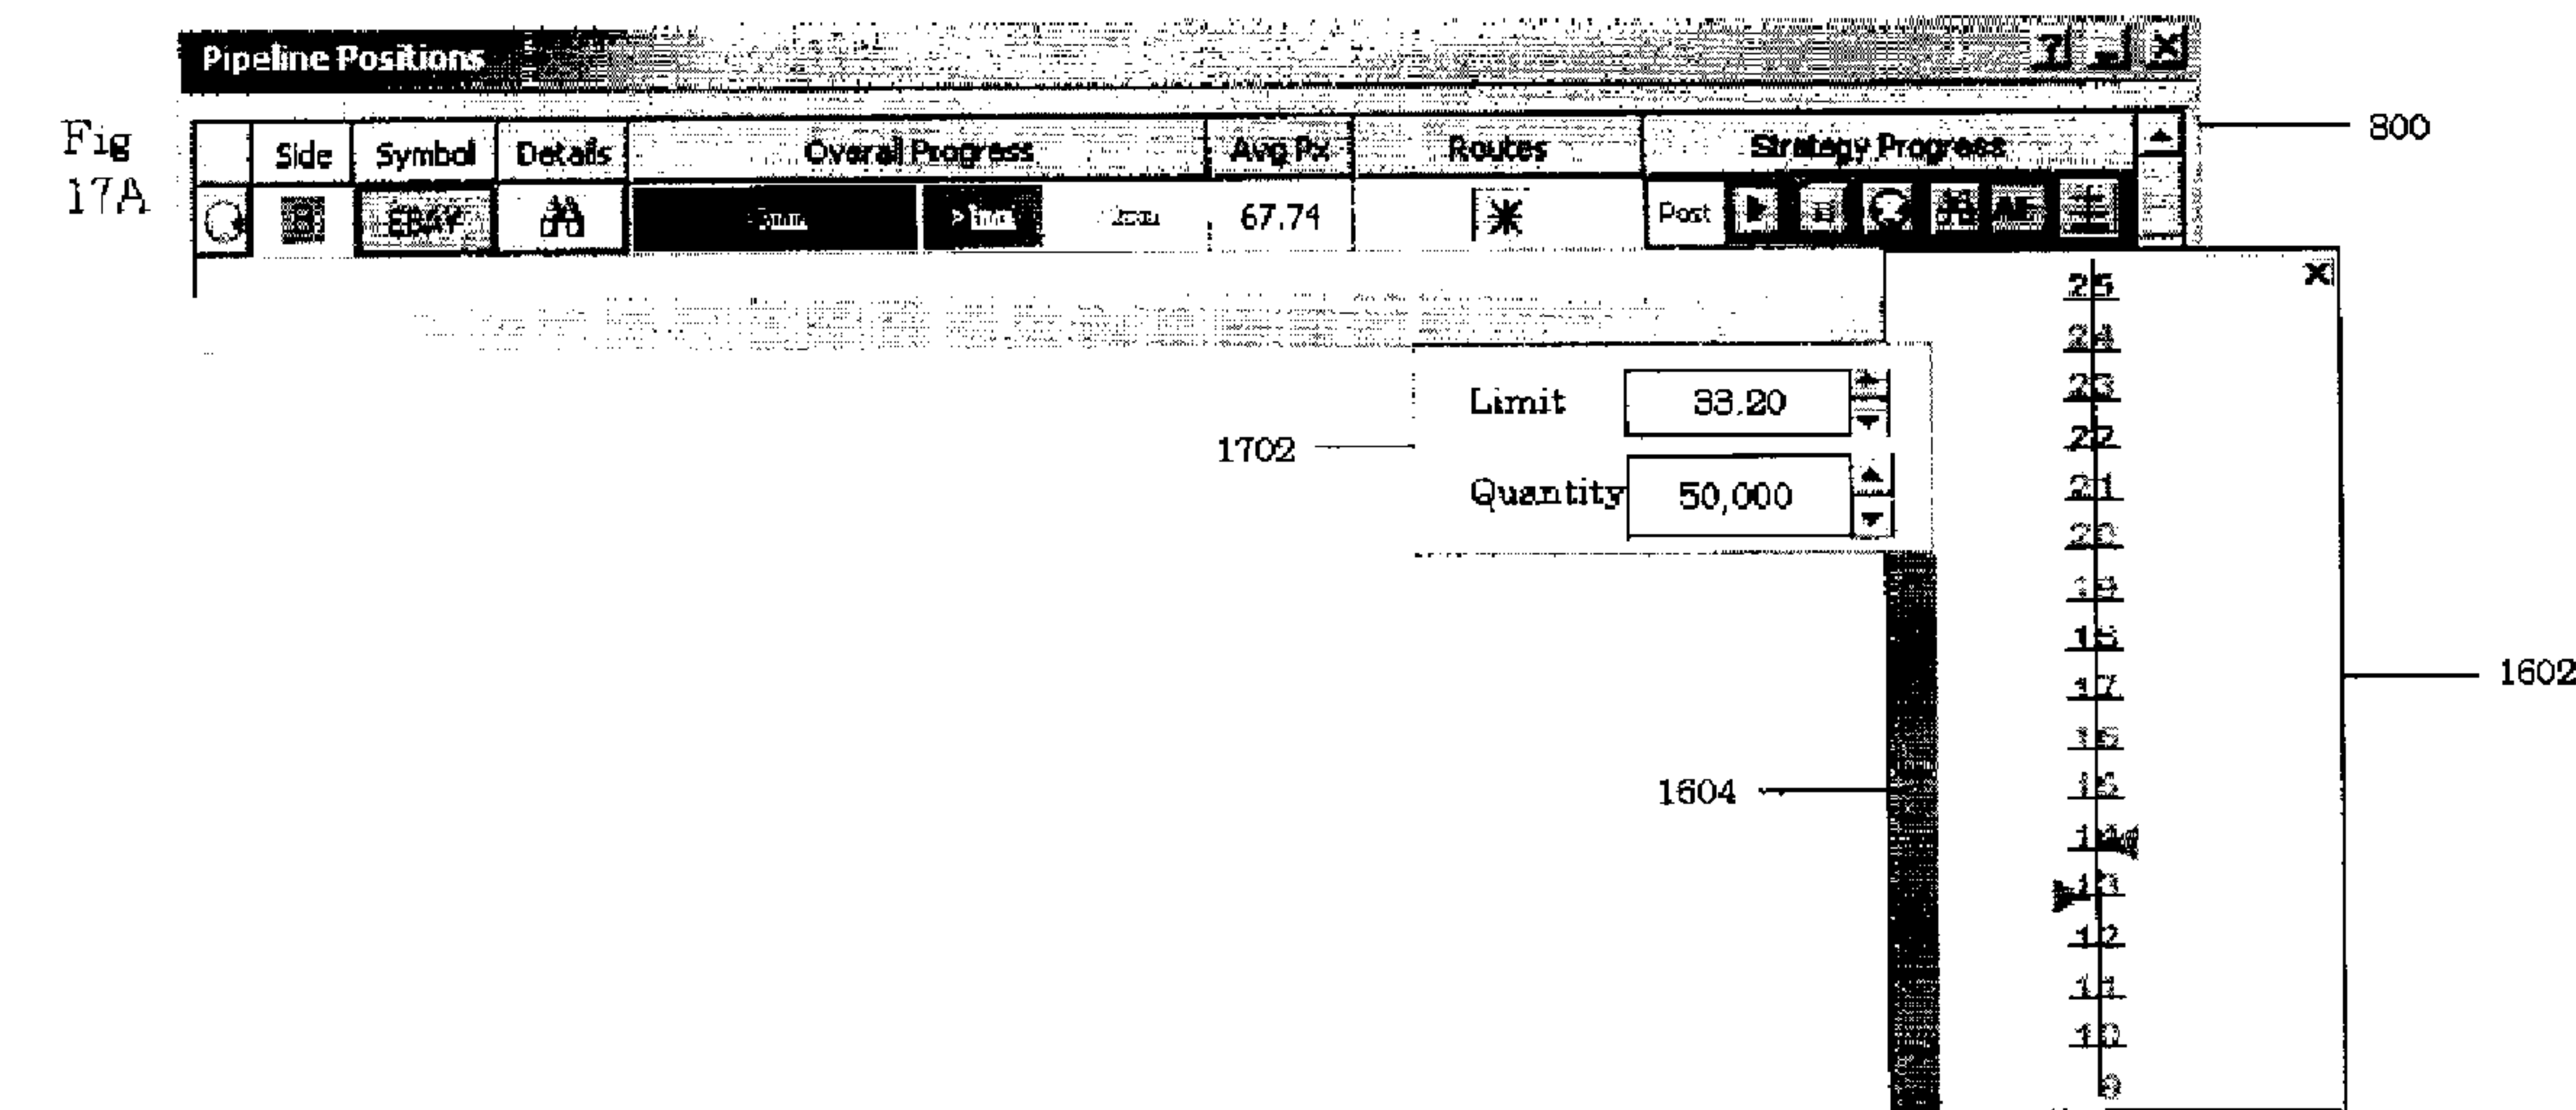 Pipeline Positions
Fig
17A
Side Symbol Details Overall Progress Avg Px Routes Strategy Progress
800
B EBAY 67.74 Post
25
24
23
22
21
20
Limit 33.20
1702
Quantity 50,000
18
17
1602
16
15
1604
14
13
12
11
10
9